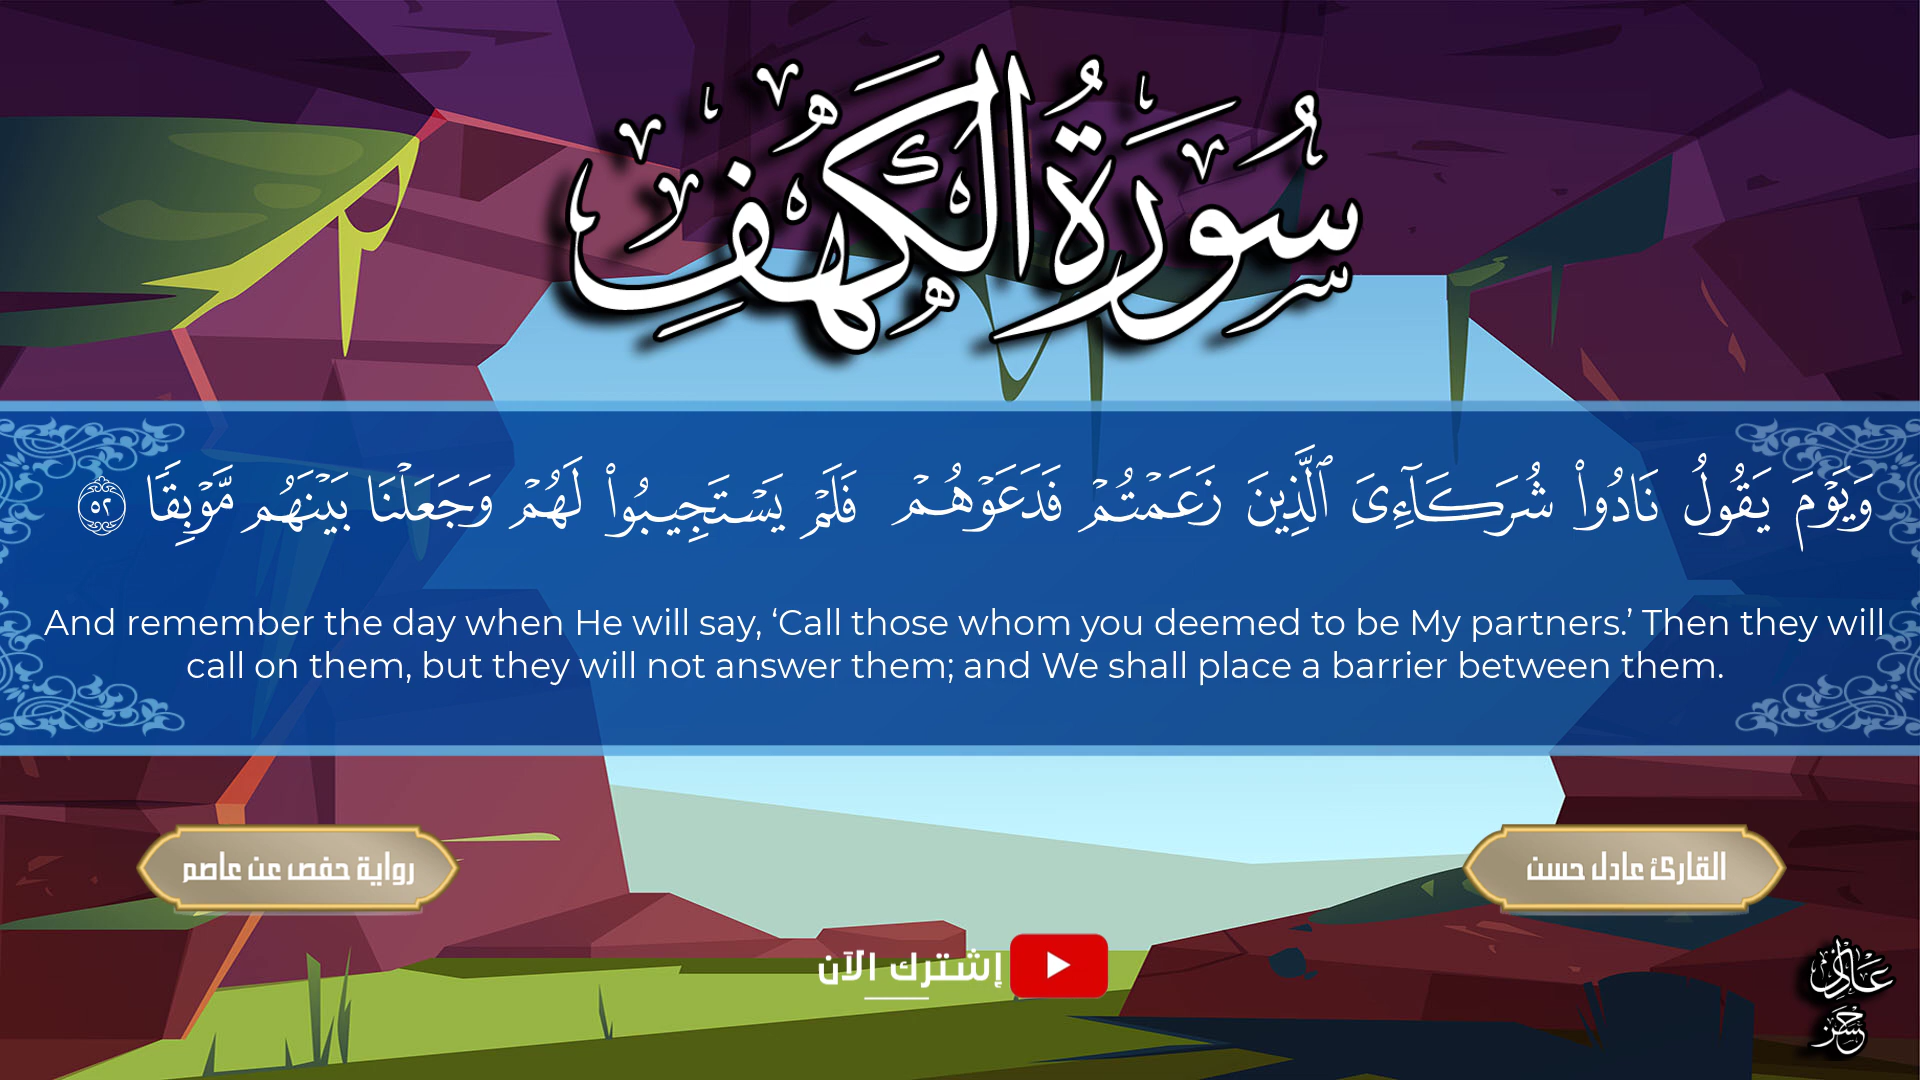 سُورَةُ الكَهْفِ
وَيَوْمَ يَقُولُ نَادُوا۟ شُرَكَآءِىَ ٱلَّذِينَ زَعَمْتُمْ فَدَعَوْهُمْ فَلَمْ يَسْتَجِيبُوا۟ لَهُمْ وَجَعَلْنَا بَيْنَهُم مَّوْبِقًا ٥٢
And remember the day when He will say, ‘Call those whom you deemed to be My partners.’ Then they will
call on them, but they will not answer them; and We shall place a barrier between them.
القارئ عادل حسن
رواية حفص عن عاصم
إشترك الآن
عادل
حسن